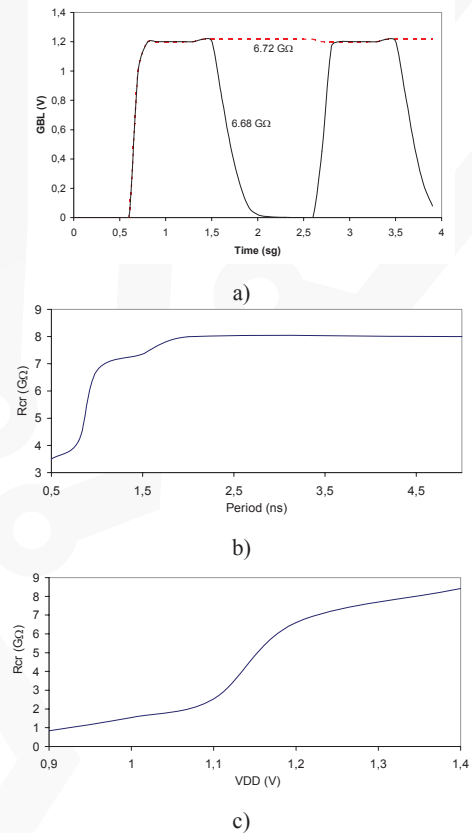 1,4
1,2
1
0,8
0,6
0,4
0,2
0
GBL (V)
6.72 GΩ
6.68 GΩ
0 0,5 1 1,5 2 2,5 3 3,5 4
Time (sg)
a)
9
8
7
6
5
4
3
Rcr (GΩ)
0,5 1,5 2,5 3,5 4,5
Period (ns)
b)
9
8
7
6
5
4
3
2
1
0
Rcr (GΩ)
0,9 1 1,1 1,2 1,3 1,4
VDD (V)
c)